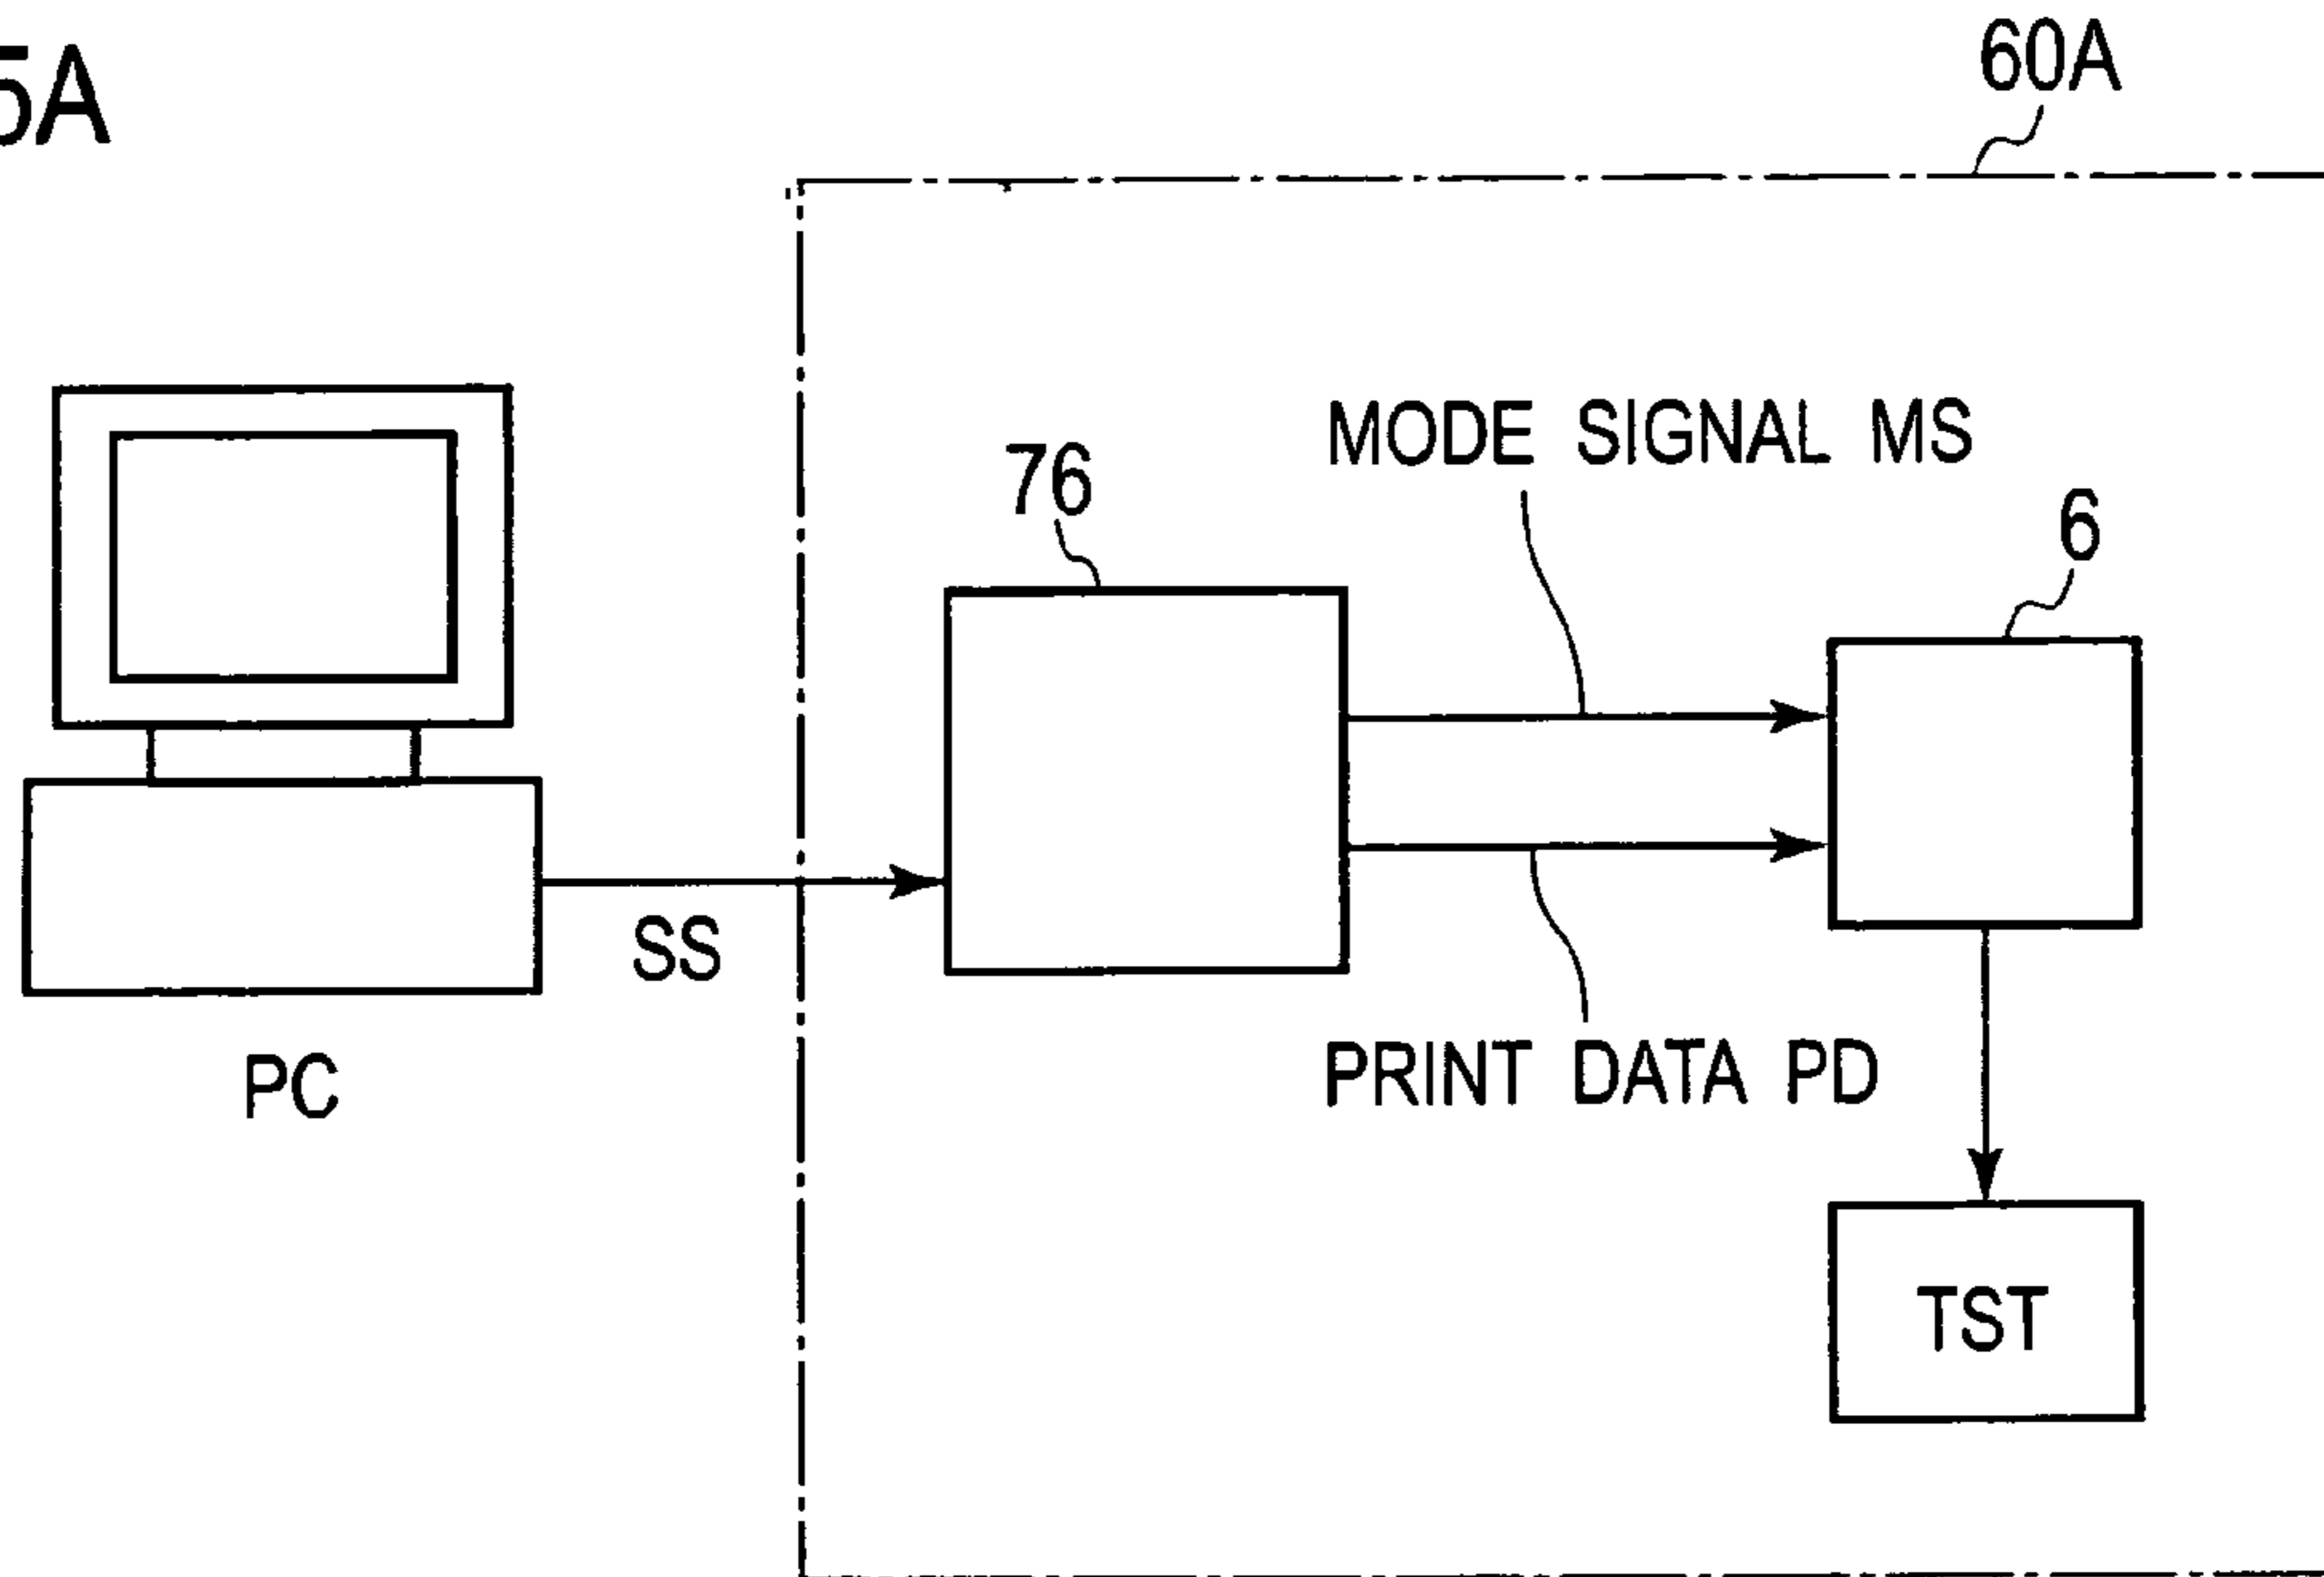 5A
60A
MODE SIGNAL MS
76
6
SS
PC
PRINT DATA PD
TST